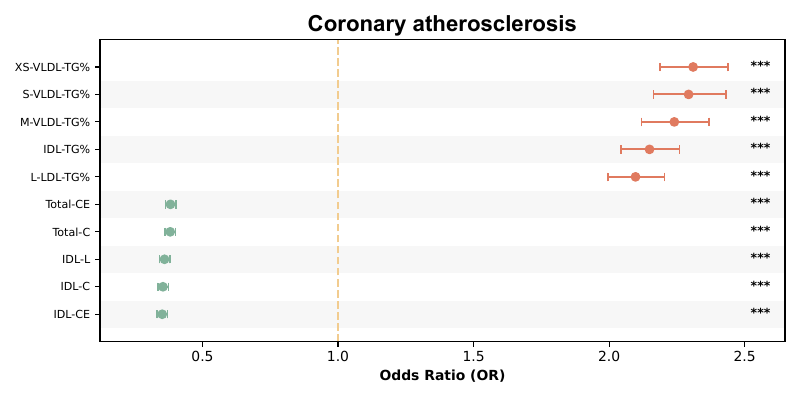 Coronary atherosclerosis
XS-VLDL-TG% ***
S-VLDL-TG% ***
M-VLDL-TG% ***
IDL-TG% ***
L-LDL-TG% ***
Total-CE ***
Total-C ***
IDL-L ***
IDL-C ***
IDL-CE ***
0.5 1.0 1.5 2.0 2.5
Odds Ratio (OR)